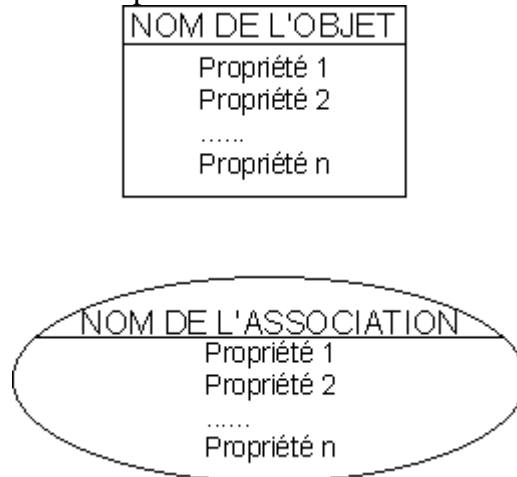 NOM DE L'OBJET
Propriété 1
Propriété 2
......
Propriété n
NOM DE L'ASSOCIATION
Propriété 1
Propriété 2
......
Propriété n